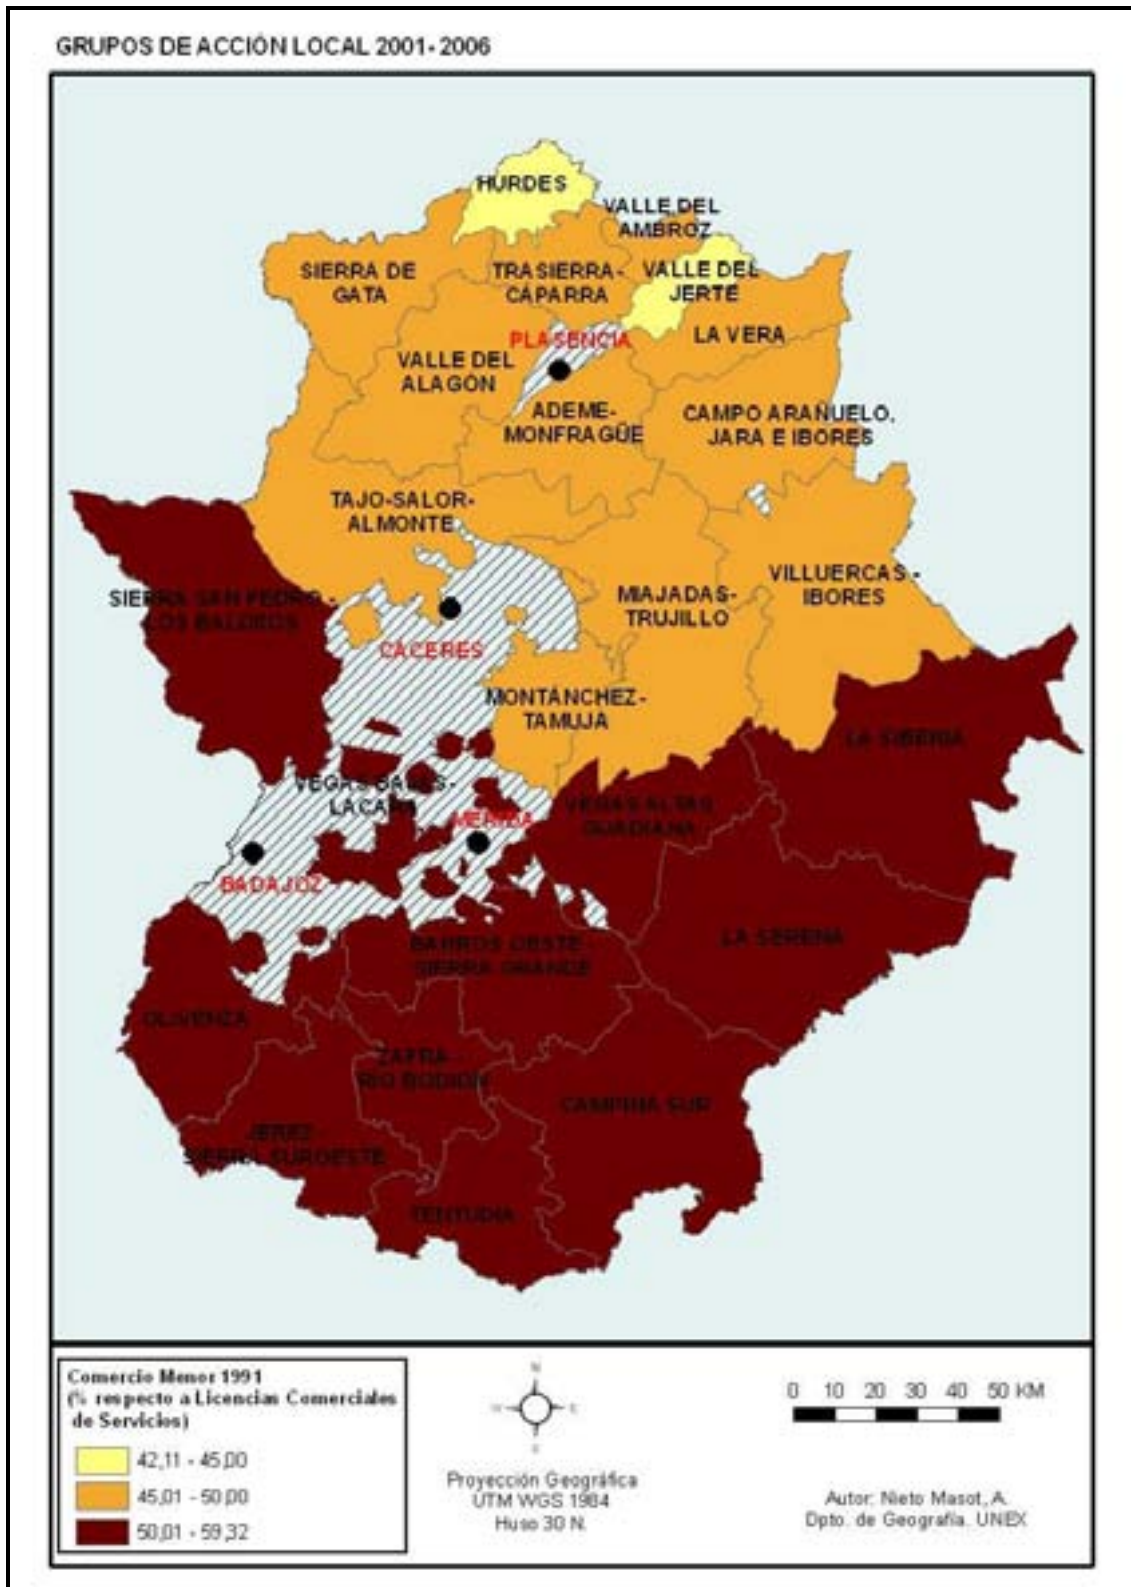 GRUPOS DE ACCIÓN LOCAL 2001-2006
HURDES
VALLE DEL
AMBROZ
SIERRA DE
GATA
TRASIERRA-
CÁPARRA
VALLE DEL
JERTE
LA VERA
PLASENCIA
VALLE DEL
ALAGÓN
ADEME-
MONFRAGÜE
CAMPO ARAÑUELO,
JARA E IBORES
TAJO-SALOR-
ALMONTE
SIERRA SAN PEDRO -
LOS BALDIOS
MIAJADAS-
TRUJILLO
VILLUERCAS -
IBORES
CÁCERES
MONTÁNCHEZ-
TAMUJA
LA SIBERIA
VEGAS BAJAS-
LACARA
MÉRIDA
VEGAS ALTAS
GUADIANA
BADAJOZ
BARROS OESTE -
SIERRA GRANDE
LA SERENA
OLIVENZA
ZAFRA -
RÍO BODIÓN
CAMPIÑA SUR
JEREZ -
SIERRA SUROESTE
TENTUDIA
Comercio Menor 1991
(% respecto a Licencias Comerciales
de Servicios)
42,11 - 45,00
45,01 - 50,00
50,01 - 59,32
N
W
E
S
Proyección Geográfica
UTM WGS 1984
Huso 30 N.
0 10 20 30 40 50 KM
Autor: Nieto Masot, A.
Dpto. de Geografía. UNEX